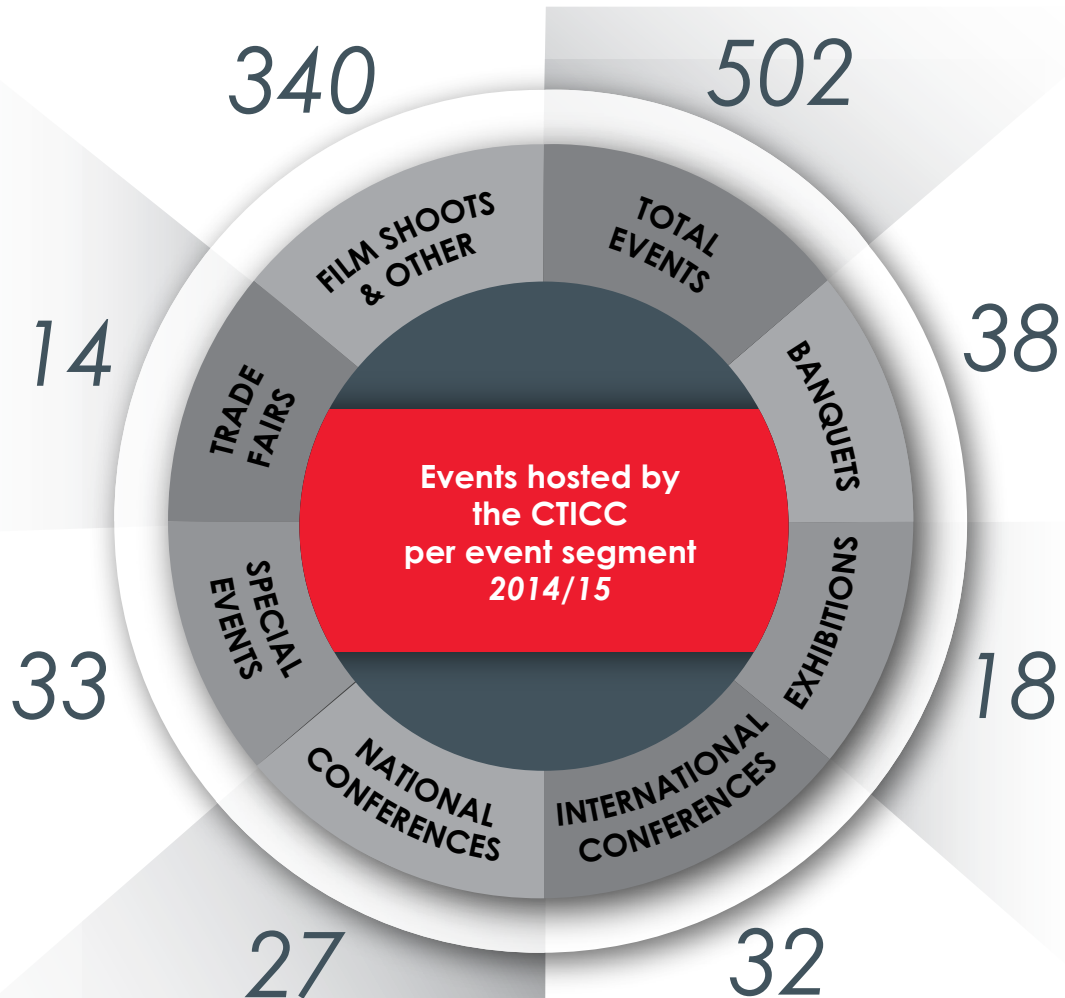 340
502
FILM SHOOTS
& OTHER
TOTAL
EVENTS
14
38
TRADE
FAIRS
BANQUETS
Events hosted by
the CTICC
per event segment
2014/15
SPECIAL
EVENTS
EXHIBITIONS
33
18
NATIONAL
CONFERENCES
INTERNATIONAL
CONFERENCES
27
32